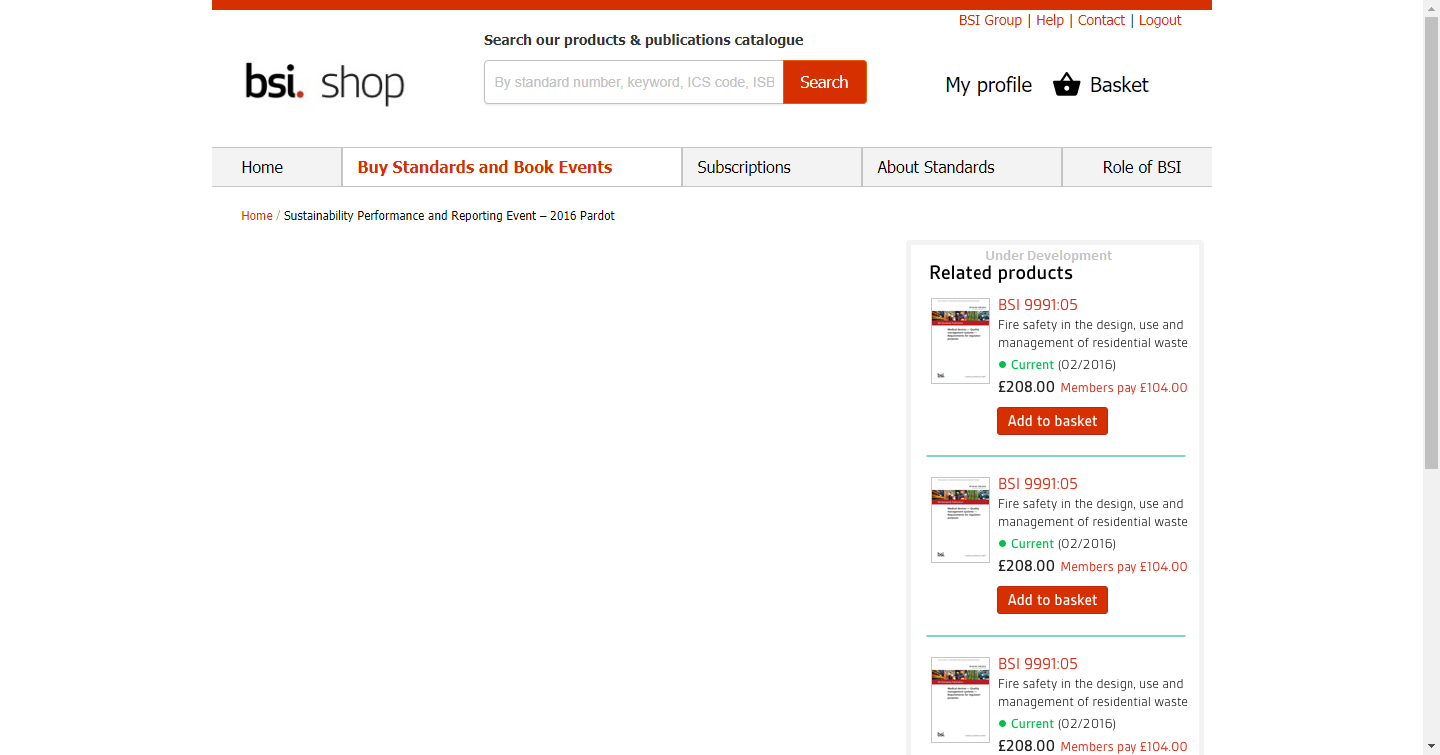 BSI Group | Help | Contact | Logout
Search our products & publications catalogue
By standard number, keyword, ICS code, ISB
Search
bsi. shop
My profile
Basket
Home
Buy Standards and Book Events
Subscriptions
About Standards
Role of BSI
Home / Sustainability Performance and Reporting Event – 2016 Pardot
Under Development
Related products
BSI 9991:05
Fire safety in the design, use and
management of residential waste
Current (02/2016)
£208.00 Members pay £104.00
Add to basket
BSI 9991:05
Fire safety in the design, use and
management of residential waste
Current (02/2016)
£208.00 Members pay £104.00
Add to basket
BSI 9991:05
Fire safety in the design, use and
management of residential waste
Current (02/2016)
£208.00 Members pay £104.00